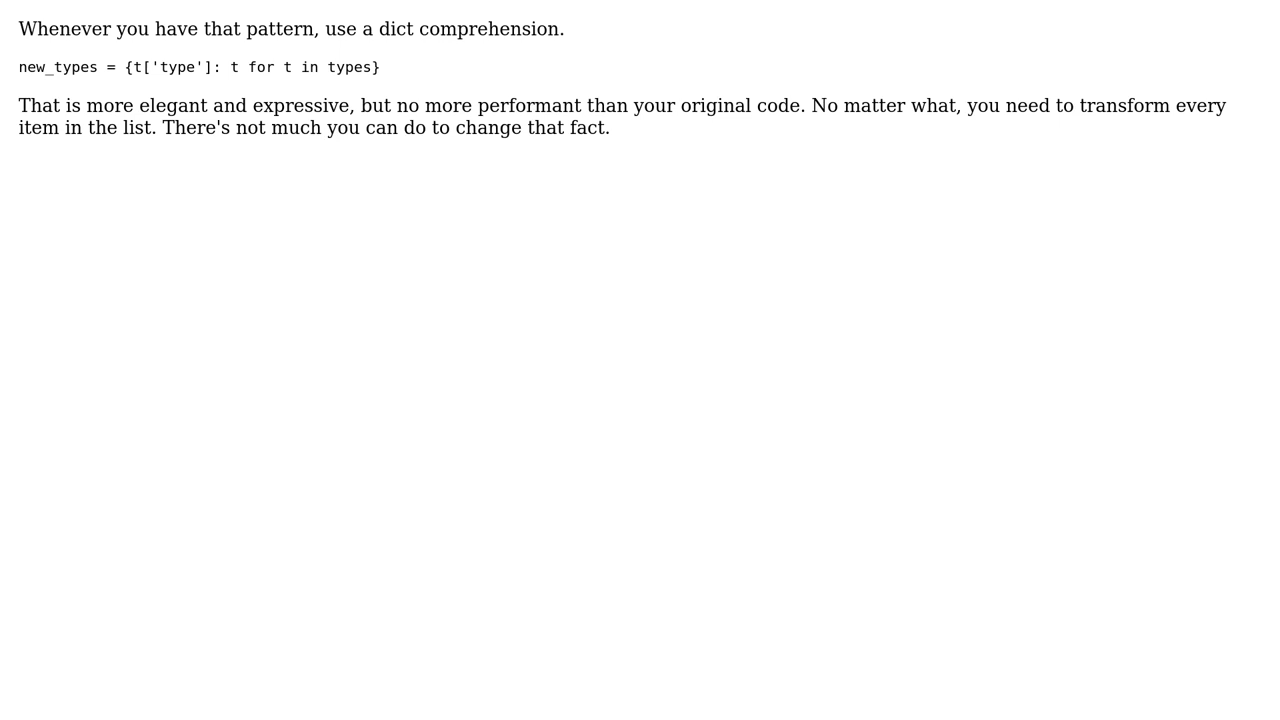 Whenever you have that pattern, use a dict comprehension.
new_types = {t['type']: t for t in types}
That is more elegant and expressive, but no more performant than your original code. No matter what, you need to transform every
item in the list. There's not much you can do to change that fact.